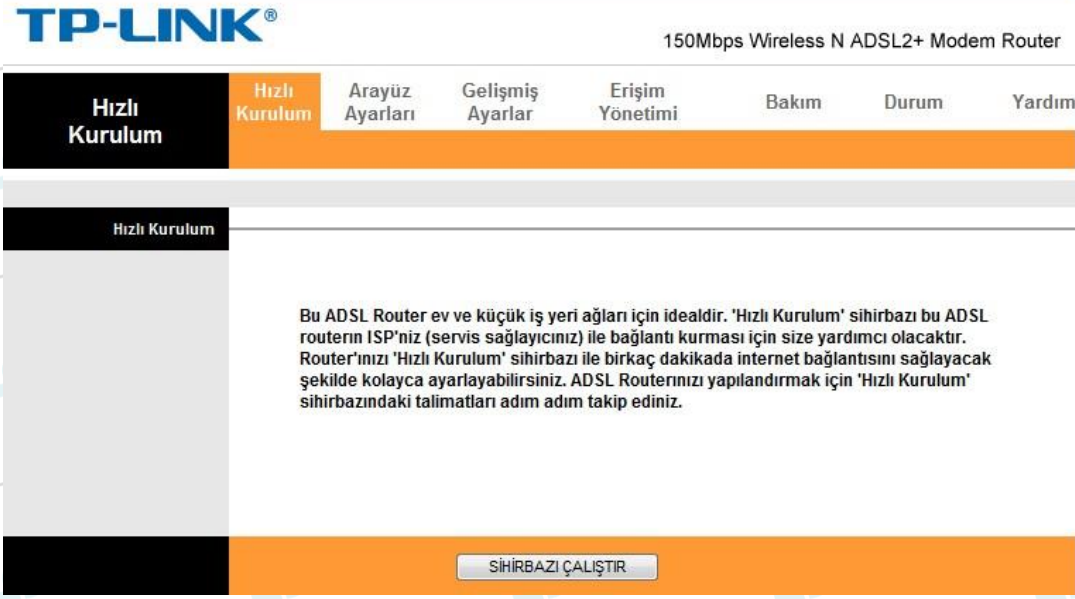 TP-LINK®
150Mbps Wireless N ADSL2+ Modem Router
Hızlı
Kurulum
Hızlı
Kurulum
Arayüz
Ayarları
Gelişmiş
Ayarlar
Erişim
Yönetimi
Bakım
Durum
Yardım
Hızlı Kurulum
Bu ADSL Router ev ve küçük iş yeri ağları için idealdir. 'Hızlı Kurulum' sihirbazı bu ADSL
routerın ISP'niz (servis sağlayıcınız) ile bağlantı kurması için size yardımcı olacaktır.
Router'ınızı 'Hızlı Kurulum' sihirbazı ile birkaç dakikada internet bağlantısını sağlayacak
şekilde kolayca ayarlayabilirsiniz. ADSL Routerınızı yapılandırmak için 'Hızlı Kurulum'
sihirbazındaki talimatları adım adım takip ediniz.
SİHİRBAZI ÇALIŞTIR